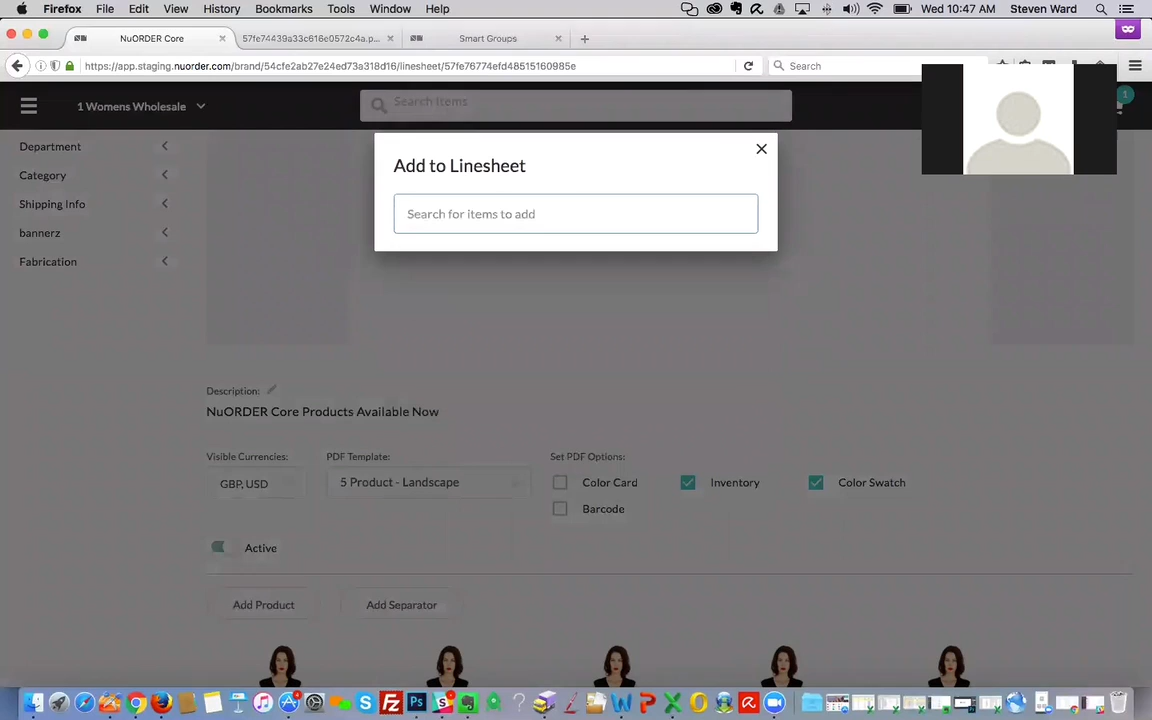 Firefox File Edit View History Bookmarks Tools Window Help Wed 10:47 AM Steven Ward
NuORDER Core 57fe74439a33c616e0572c4a.p... Smart Groups
https://app.staging.nuorder.com/brand/54cfe2ab27e24ed73a318d16/linesheet/57fe76774efd48515160985e Search
1 Womens Wholesale Search Items 1
Department
Category
Shipping Info
bannerz
Fabrication
Add to Linesheet
Search for items to add
Description:
NuORDER Core Products Available Now
Visible Currencies: PDF Template: Set PDF Options:
GBP, USD 5 Product - Landscape Color Card Inventory Color Swatch
Barcode
Active
Add Product Add Separator